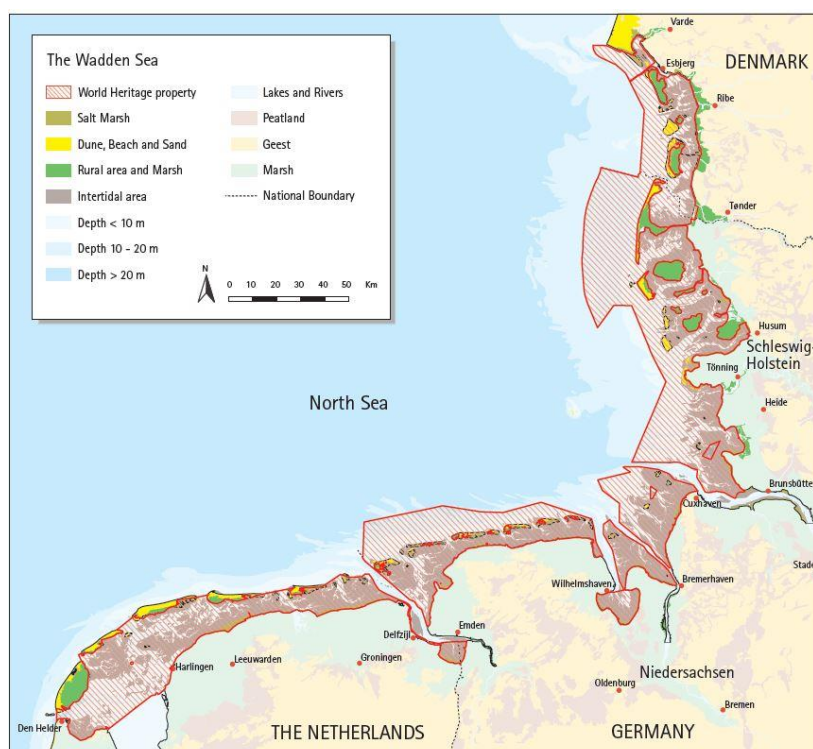 The Wadden Sea
World Heritage property
Salt Marsh
Dune, Beach and Sand
Rural area and Marsh
Intertidal area
Depth < 10 m
Depth 10 - 20 m
Depth > 20 m
Lakes and Rivers
Peatland
Geest
Marsh
National Boundary
N
0 10 20 30 40 50 Km
Varde
Esbjerg
DENMARK
Ribe
Tønder
Husum
Schleswig-
Holstein
Tönning
Heide
North Sea
Brunsbütte
Cuxhaven
Stade
Wilhelmshaven
Bremerhaven
Emden
Delfzijl
Harlingen
Leeuwarden
Groningen
Niedersachsen
Oldenburg
Bremen
Den Helder
THE NETHERLANDS
GERMANY